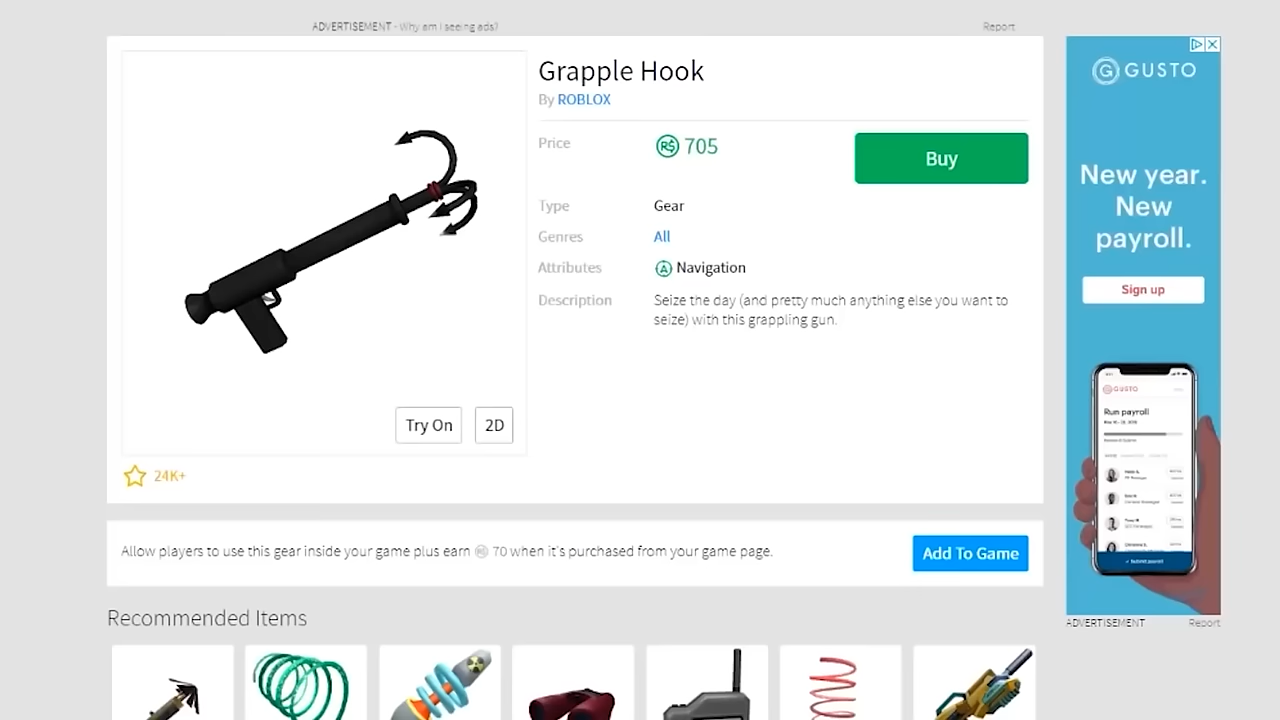 ADVERTISEMENT - Why am I seeing ads?
Report
Grapple Hook
By ROBLOX
Price
R$ 705
Buy
Type
Gear
Genres
All
Attributes
A Navigation
Description
Seize the day (and pretty much anything else you want to
seize) with this grappling gun.
Try On
2D
24K+
Allow players to use this gear inside your game plus earn R$ 70 when it's purchased from your game page.
Add To Game
Recommended Items
G GUSTO
New year.
New
payroll.
Sign up
GUSTO
Run payroll
Submit payroll
ADVERTISEMENT
Report